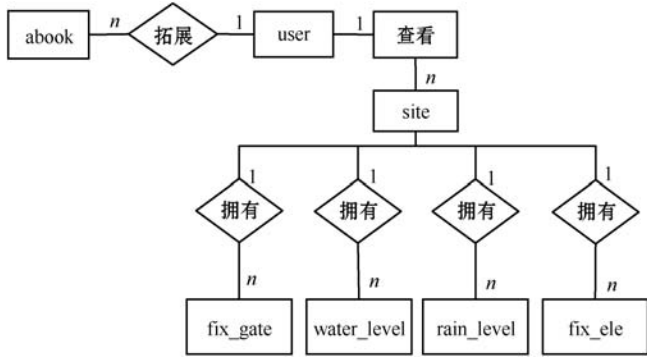 abook n 拓展 1 user 1 查看
n
site
1 1 1 1
拥有 拥有 拥有 拥有
n n n n
fix_gate water_level rain_level fix_ele